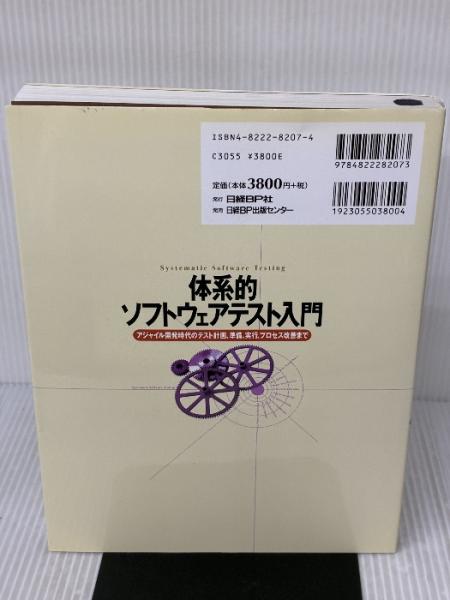 ISBN4-8222-8207-4
C3055 ¥3800E
定価(本体3800円+税)
発行 日経BP社
発売 日経BP出版センター
9784822282073
1923055038004
Systematic Software Testing
体系的
ソフトウェアテスト入門
アジャイル開発時代のテスト計画、準備、実行、プロセス改善まで
Systematic Software Testing